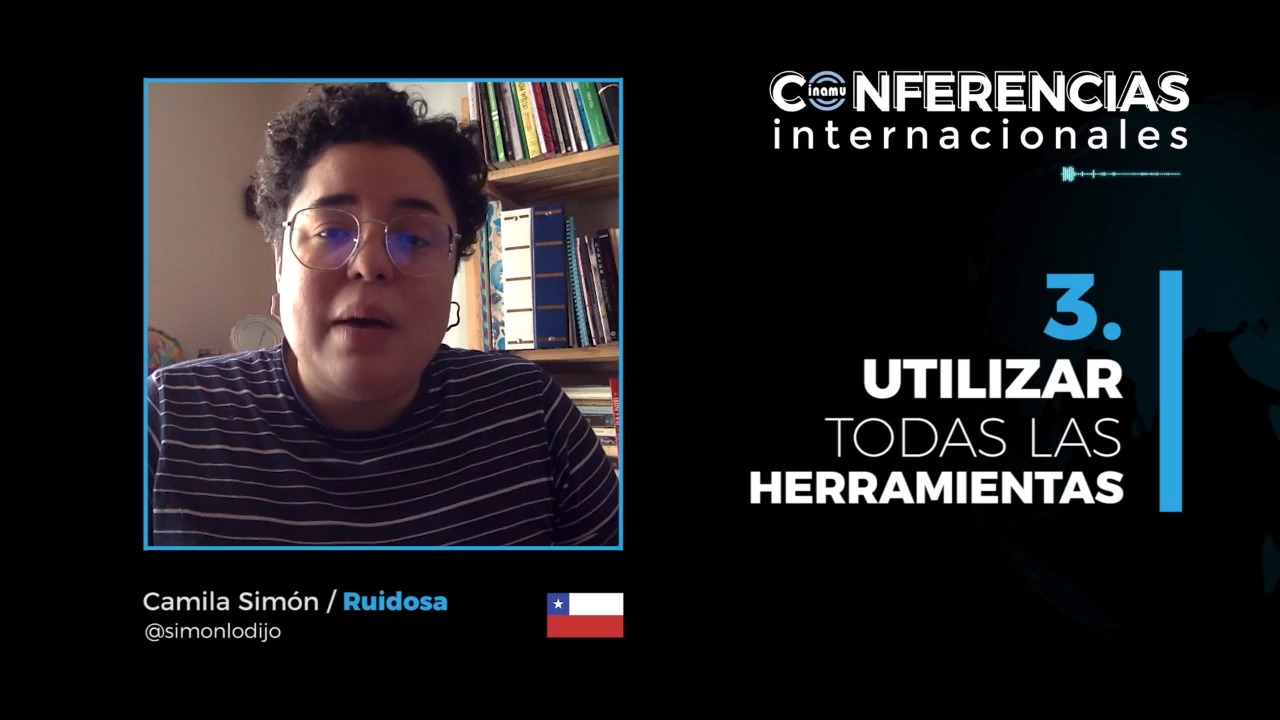 CONFERENCIAS
inamu
internacionales
3.
UTILIZAR
TODAS LAS
HERRAMIENTAS
Camila Simón / Ruidosa
@simonlodijo